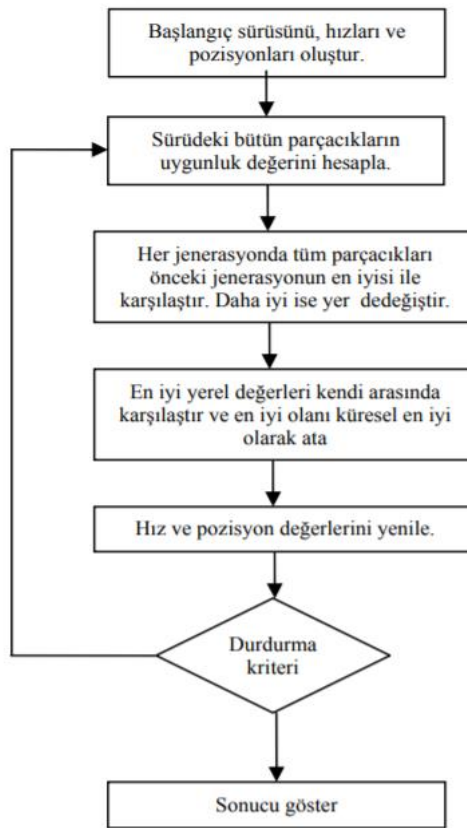 Başlangıç sürüsünü, hızları ve
pozisyonları oluştur.
Sürüdeki bütün parçacıkların
uygunluk değerini hesapla.
Her jenerasyonda tüm parçacıkları
önceki jenerasyonun en iyisi ile
karşılaştır. Daha iyi ise yer dedeğiştir.
En iyi yerel değerleri kendi arasında
karşılaştır ve en iyi olanı küresel en iyi
olarak ata
Hız ve pozisyon değerlerini yenile.
Durdurma
kriteri
Sonucu göster